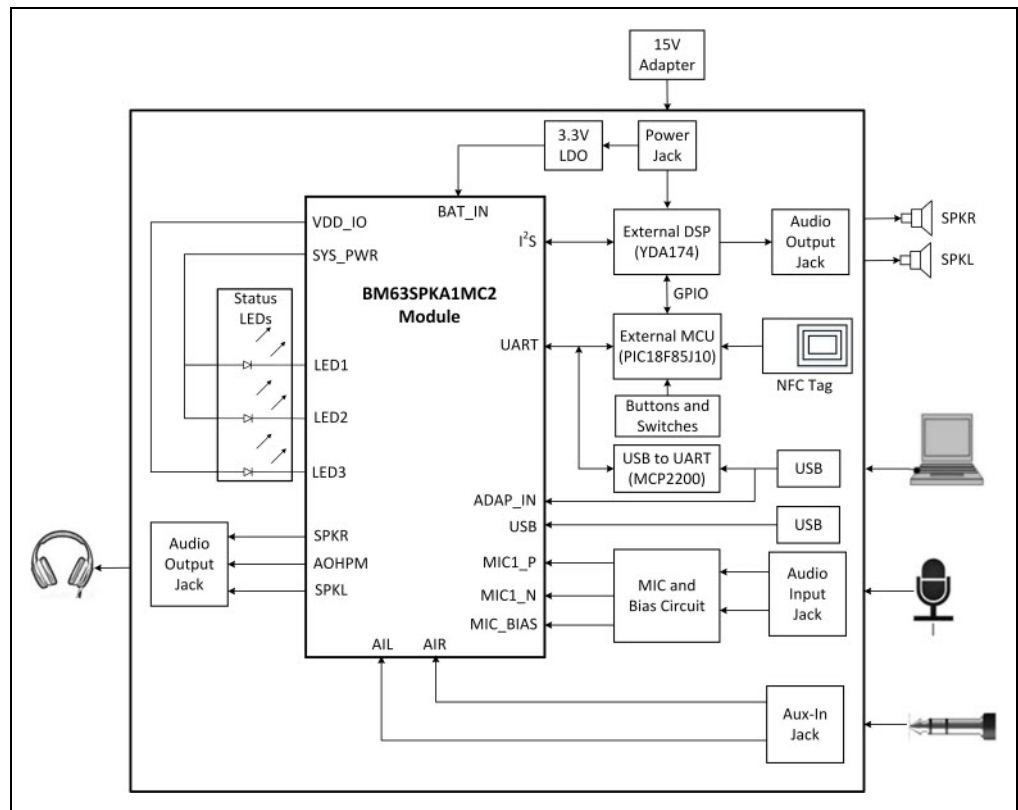 15V
Adapter
3.3V
LDO
Power
Jack
VDD_IO
BAT_IN
SYS_PWR
I²S
External DSP
(YDA174)
Audio
Output
Jack
SPKR
SPKL
BM63SPKA1MC2
Module
Status
LEDs
GPIO
UART
External MCU
(PIC18F85J10)
NFC Tag
LED1
Buttons and
Switches
LED2
USB to UART
(MCP2200)
USB
LED3
ADAP_IN
USB
USB
Audio
Output
Jack
SPKR
AOHPM
SPKL
MIC1_P
MIC1_N
MIC_BIAS
MIC and
Bias Circuit
Audio
Input
Jack
AIL
AIR
Aux-In
Jack